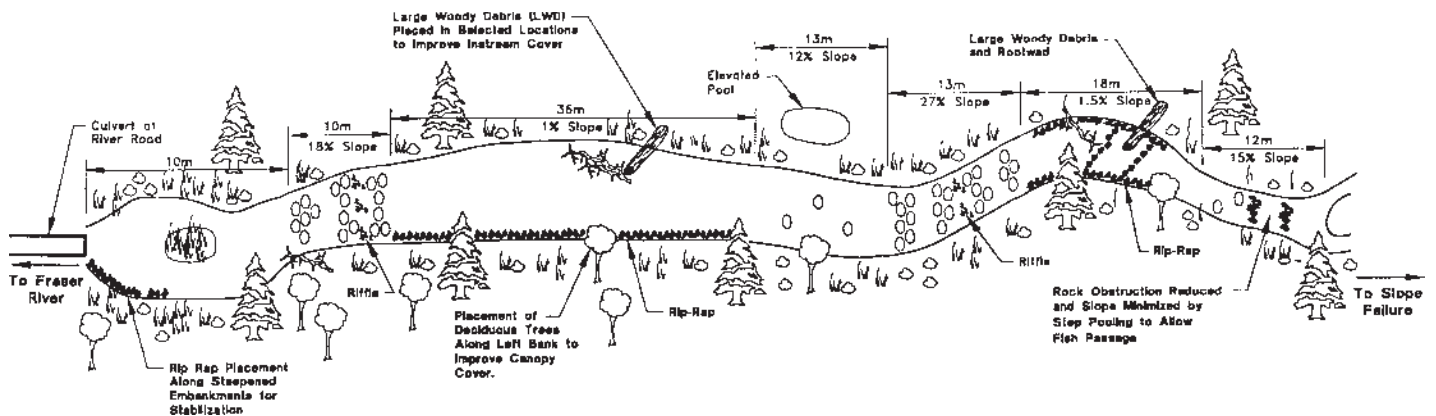 Large Woody Debris (LWD)
Placed in Selected Locations
to Improve Instream Cover
13m
12% Slope
Large Woody Debris
and Rootwad
Elevated
Pool
13m
27% Slope
18m
1.5% Slope
36m
1% Slope
Culvert at
River Road
10m
18% Slope
10m
12m
15% Slope
To Fraser
River
Riffle
Rip-Rap
Riffle
Rip-Rap
To Slope
Failure
Placement of
Deciduous Trees
Along Left Bank to
Improve Canopy
Cover.
Rock Obstruction Reduced
and Slope Minimized by
Step Pooling to Allow
Fish Passage
Rip Rap Placement
Along Steepened
Embankments for
Stabilization